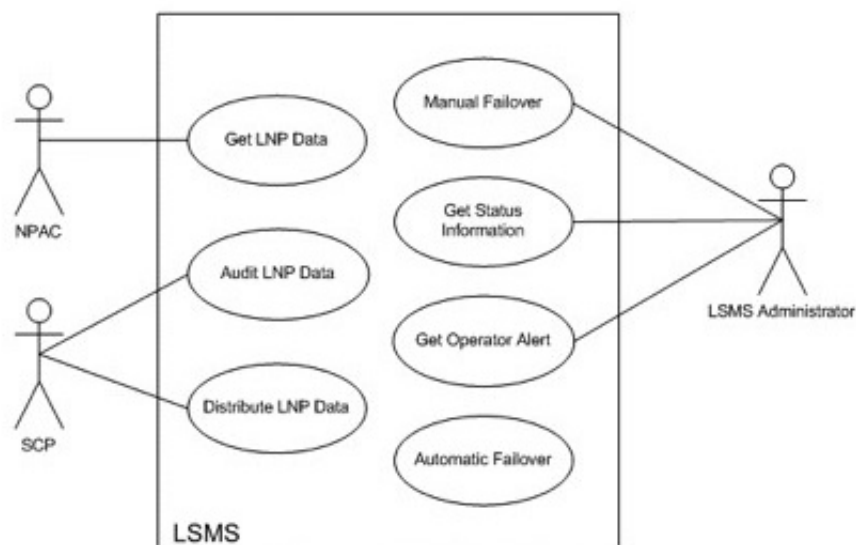 Manual Failover
Get LNP Data
NPAC
Get Status
Information
LSMS Administrator
Audit LNP Data
Get Operator Alert
Distribute LNP Data
SCP
Automatic Failover
LSMS